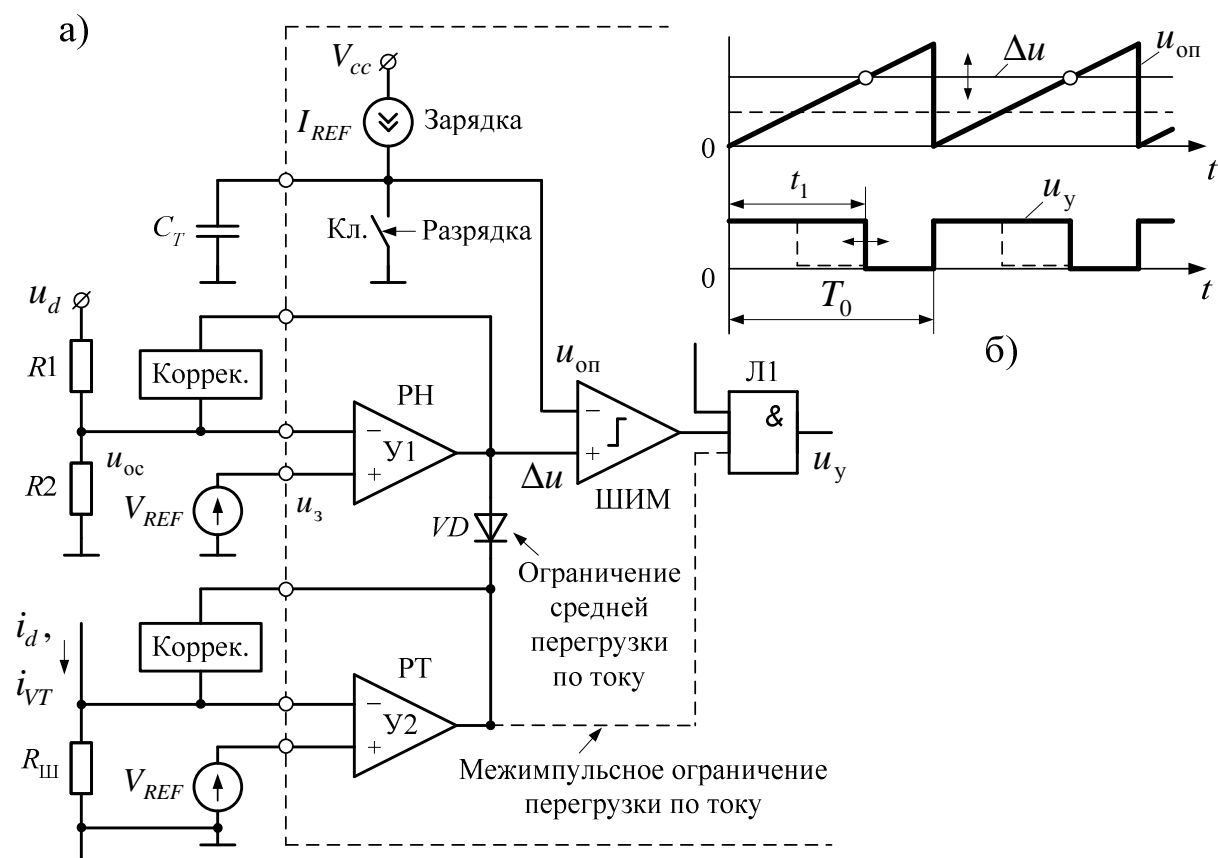 а)
V_cc
I_REF
Зарядка
C_T
Кл.
Разрядка
u_d
R1
Коррек.
R2
u_ос
V_REF
u_з
РН
−
У1
+
Δu
u_оп
−
+
ШИМ
Л1
&
u_у
VD
Ограничение
средней
перегрузки
по току
i_d,
i_VT
Коррек.
R_Ш
V_REF
РТ
−
У2
+
Межимпульсное ограничение
перегрузки по току
Δu
u_оп
0
t
t_1
u_у
0
t
T_0
б)